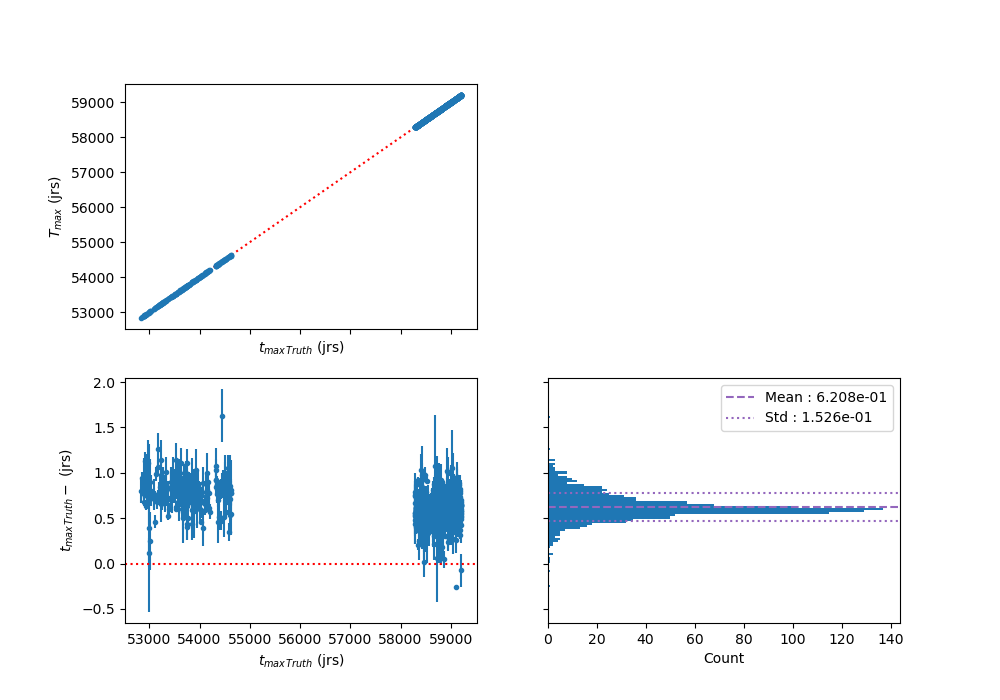 59000
58000
57000
56000
55000
54000
53000
T_max (jrs)
t_maxTruth (jrs)
2.0
1.5
1.0
0.5
0.0
−0.5
t_maxTruth − (jrs)
53000 54000 55000 56000 57000 58000 59000
t_maxTruth (jrs)
Mean : 6.208e-01
Std : 1.526e-01
0 20 40 60 80 100 120 140
Count